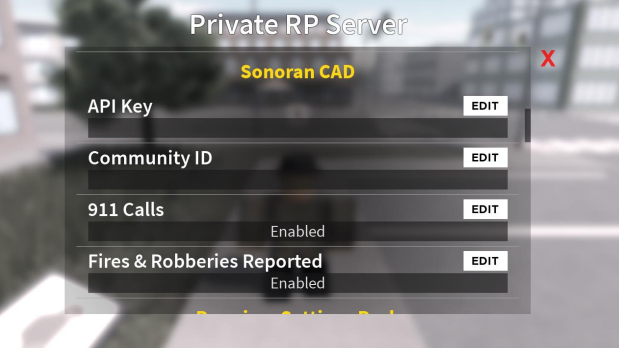 Private RP Server
X
Sonoran CAD
API Key
EDIT
Community ID
EDIT
911 Calls
EDIT
Enabled
Fires & Robberies Reported
EDIT
Enabled